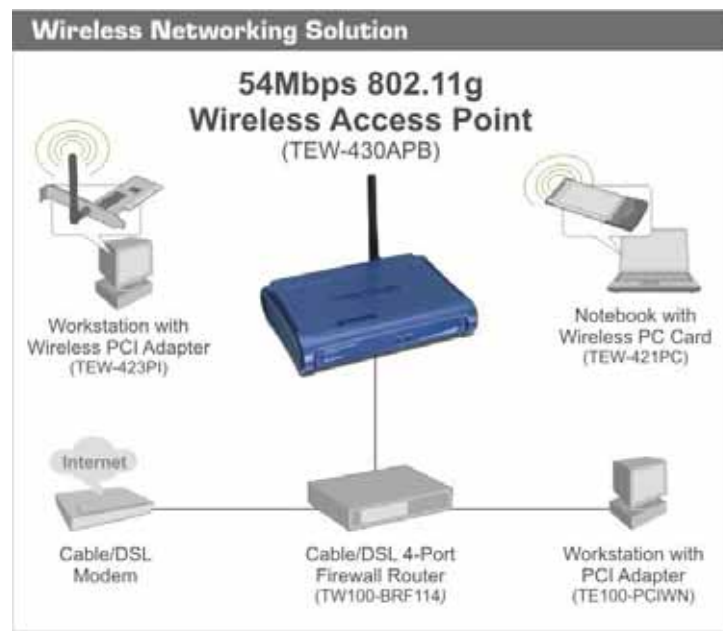 Wireless Networking Solution
54Mbps 802.11g
Wireless Access Point
(TEW-430APB)
Workstation with
Wireless PCI Adapter
(TEW-423PI)
Notebook with
Wireless PC Card
(TEW-421PC)
Internet
Cable/DSL
Modem
Cable/DSL 4-Port
Firewall Router
(TW100-BRF114)
Workstation with
PCI Adapter
(TE100-PCIWN)